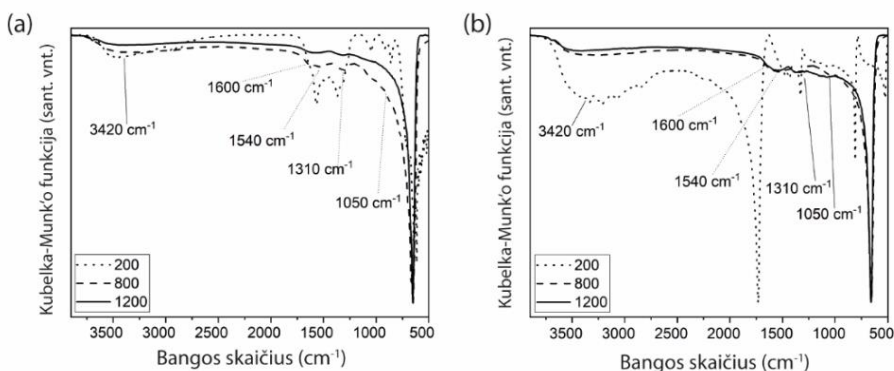 (a)
Kubelka-Munk'o funkcija (sant. vnt.)
3420 cm⁻¹
1600 cm⁻¹
1540 cm⁻¹
1310 cm⁻¹
1050 cm⁻¹
200
800
1200
3500 3000 2500 2000 1500 1000 500
Bangos skaičius (cm⁻¹)
(b)
Kubelka-Munk'o funkcija (sant. vnt.)
3420 cm⁻¹
1600 cm⁻¹
1540 cm⁻¹
1310 cm⁻¹
1050 cm⁻¹
200
800
1200
3500 3000 2500 2000 1500 1000 500
Bangos skaičius (cm⁻¹)